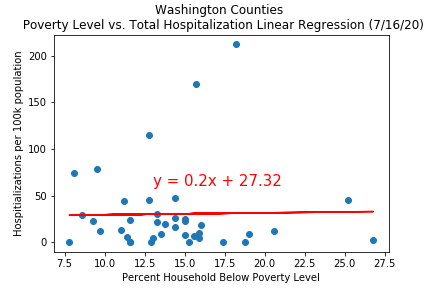 Washington Counties
Poverty Level vs. Total Hospitalization Linear Regression (7/16/20)
Hospitizalizations per 100k population
200
150
100
50
0
y = 0.2x + 27.32
7.5 10.0 12.5 15.0 17.5 20.0 22.5 25.0 27.5
Percent Household Below Poverty Level